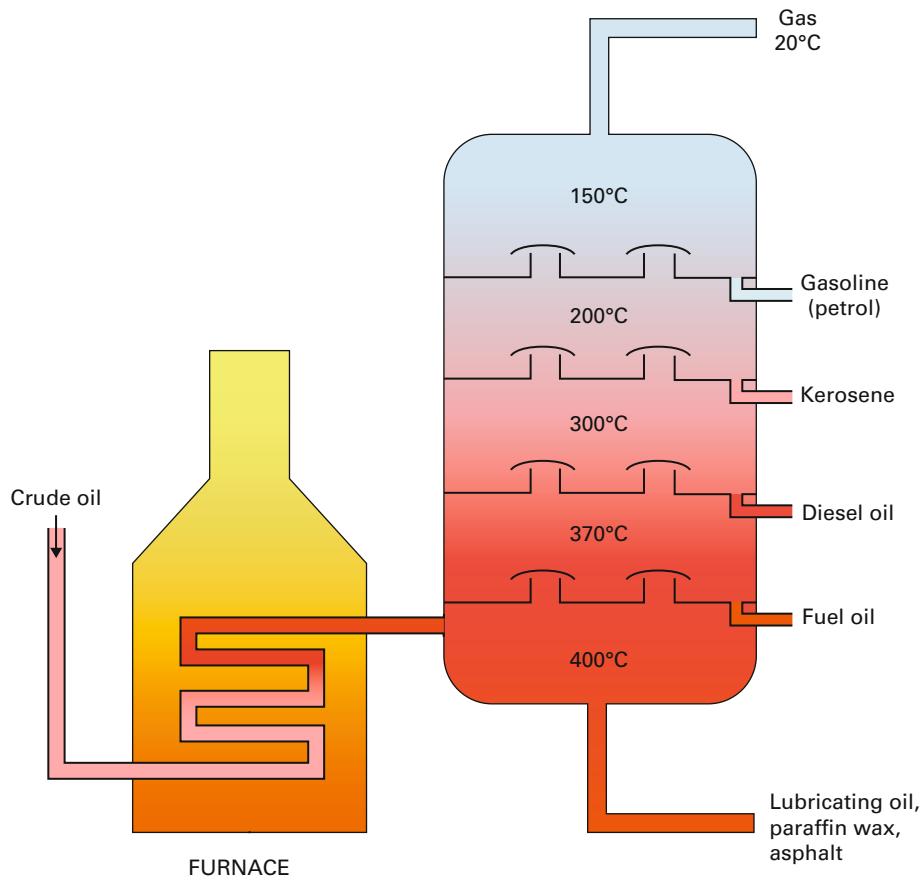 Gas
20°C
150°C
Gasoline
(petrol)
200°C
Kerosene
300°C
Crude oil
Diesel oil
370°C
Fuel oil
400°C
Lubricating oil,
paraffin wax,
asphalt
FURNACE